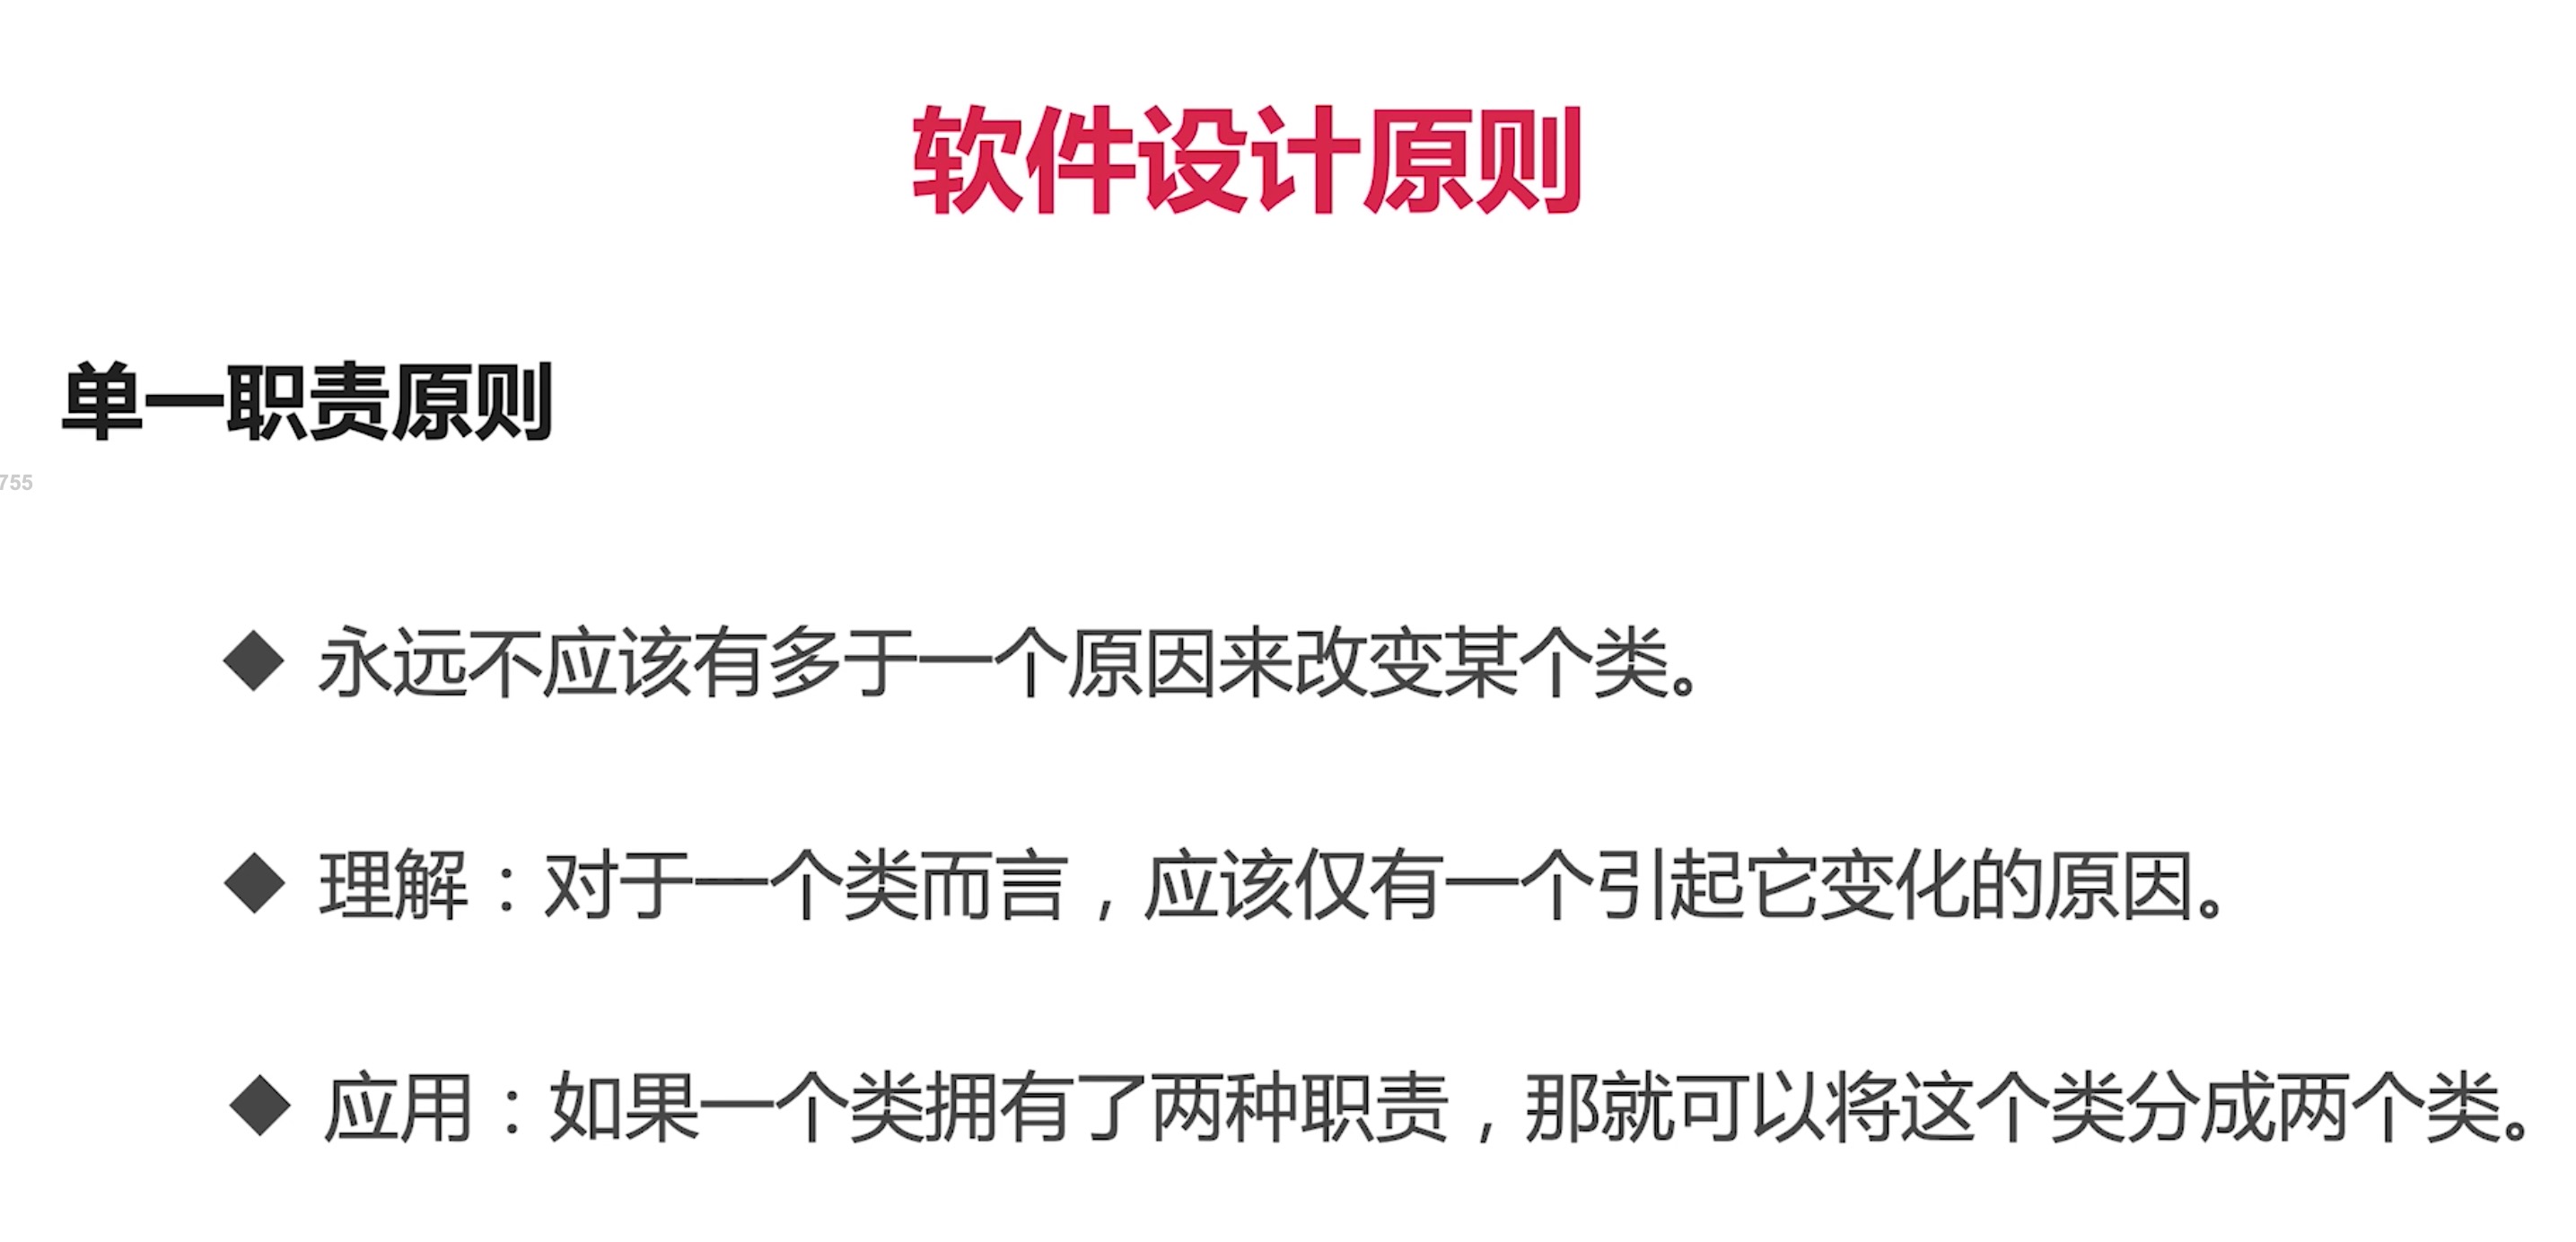 软件设计原则
单一职责原则
755
◆ 永远不应该有多于一个原因来改变某个类。
◆ 理解：对于一个类而言，应该仅有一个引起它变化的原因。
◆ 应用：如果一个类拥有了两种职责，那就可以将这个类分成两个类。